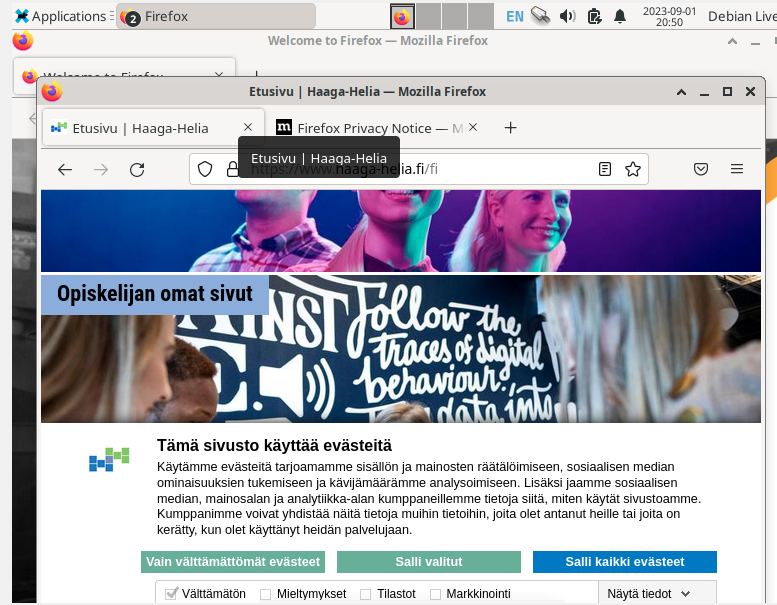 Applications
2 Firefox
EN
2023-09-01
20:50
Debian Live
Welcome to Firefox — Mozilla Firefox
Welcome to Firefox
Etusivu | Haaga-Helia — Mozilla Firefox
Etusivu | Haaga-Helia
m Firefox Privacy Notice — M
Etusivu | Haaga-Helia
https://www.haaga-helia.fi/fi
Opiskelijan omat sivut
AINST
Follow the
traces of digital
behaviour:
data into
Tämä sivusto käyttää evästeitä
Käytämme evästeitä tarjoamamme sisällön ja mainosten räätälöimiseen, sosiaalisen median
ominaisuuksien tukemiseen ja kävijämäärämme analysoimiseen. Lisäksi jaamme sosiaalisen
median, mainosalan ja analytiikka-alan kumppaneillemme tietoja siitä, miten käytät sivustoamme.
Kumppanimme voivat yhdistää näitä tietoja muihin tietoihin, joita olet antanut heille tai joita on
kerätty, kun olet käyttänyt heidän palvelujaan.
Vain välttämättömät evästeet
Salli valitut
Salli kaikki evästeet
Välttämätön
Mieltymykset
Tilastot
Markkinointi
Näytä tiedot